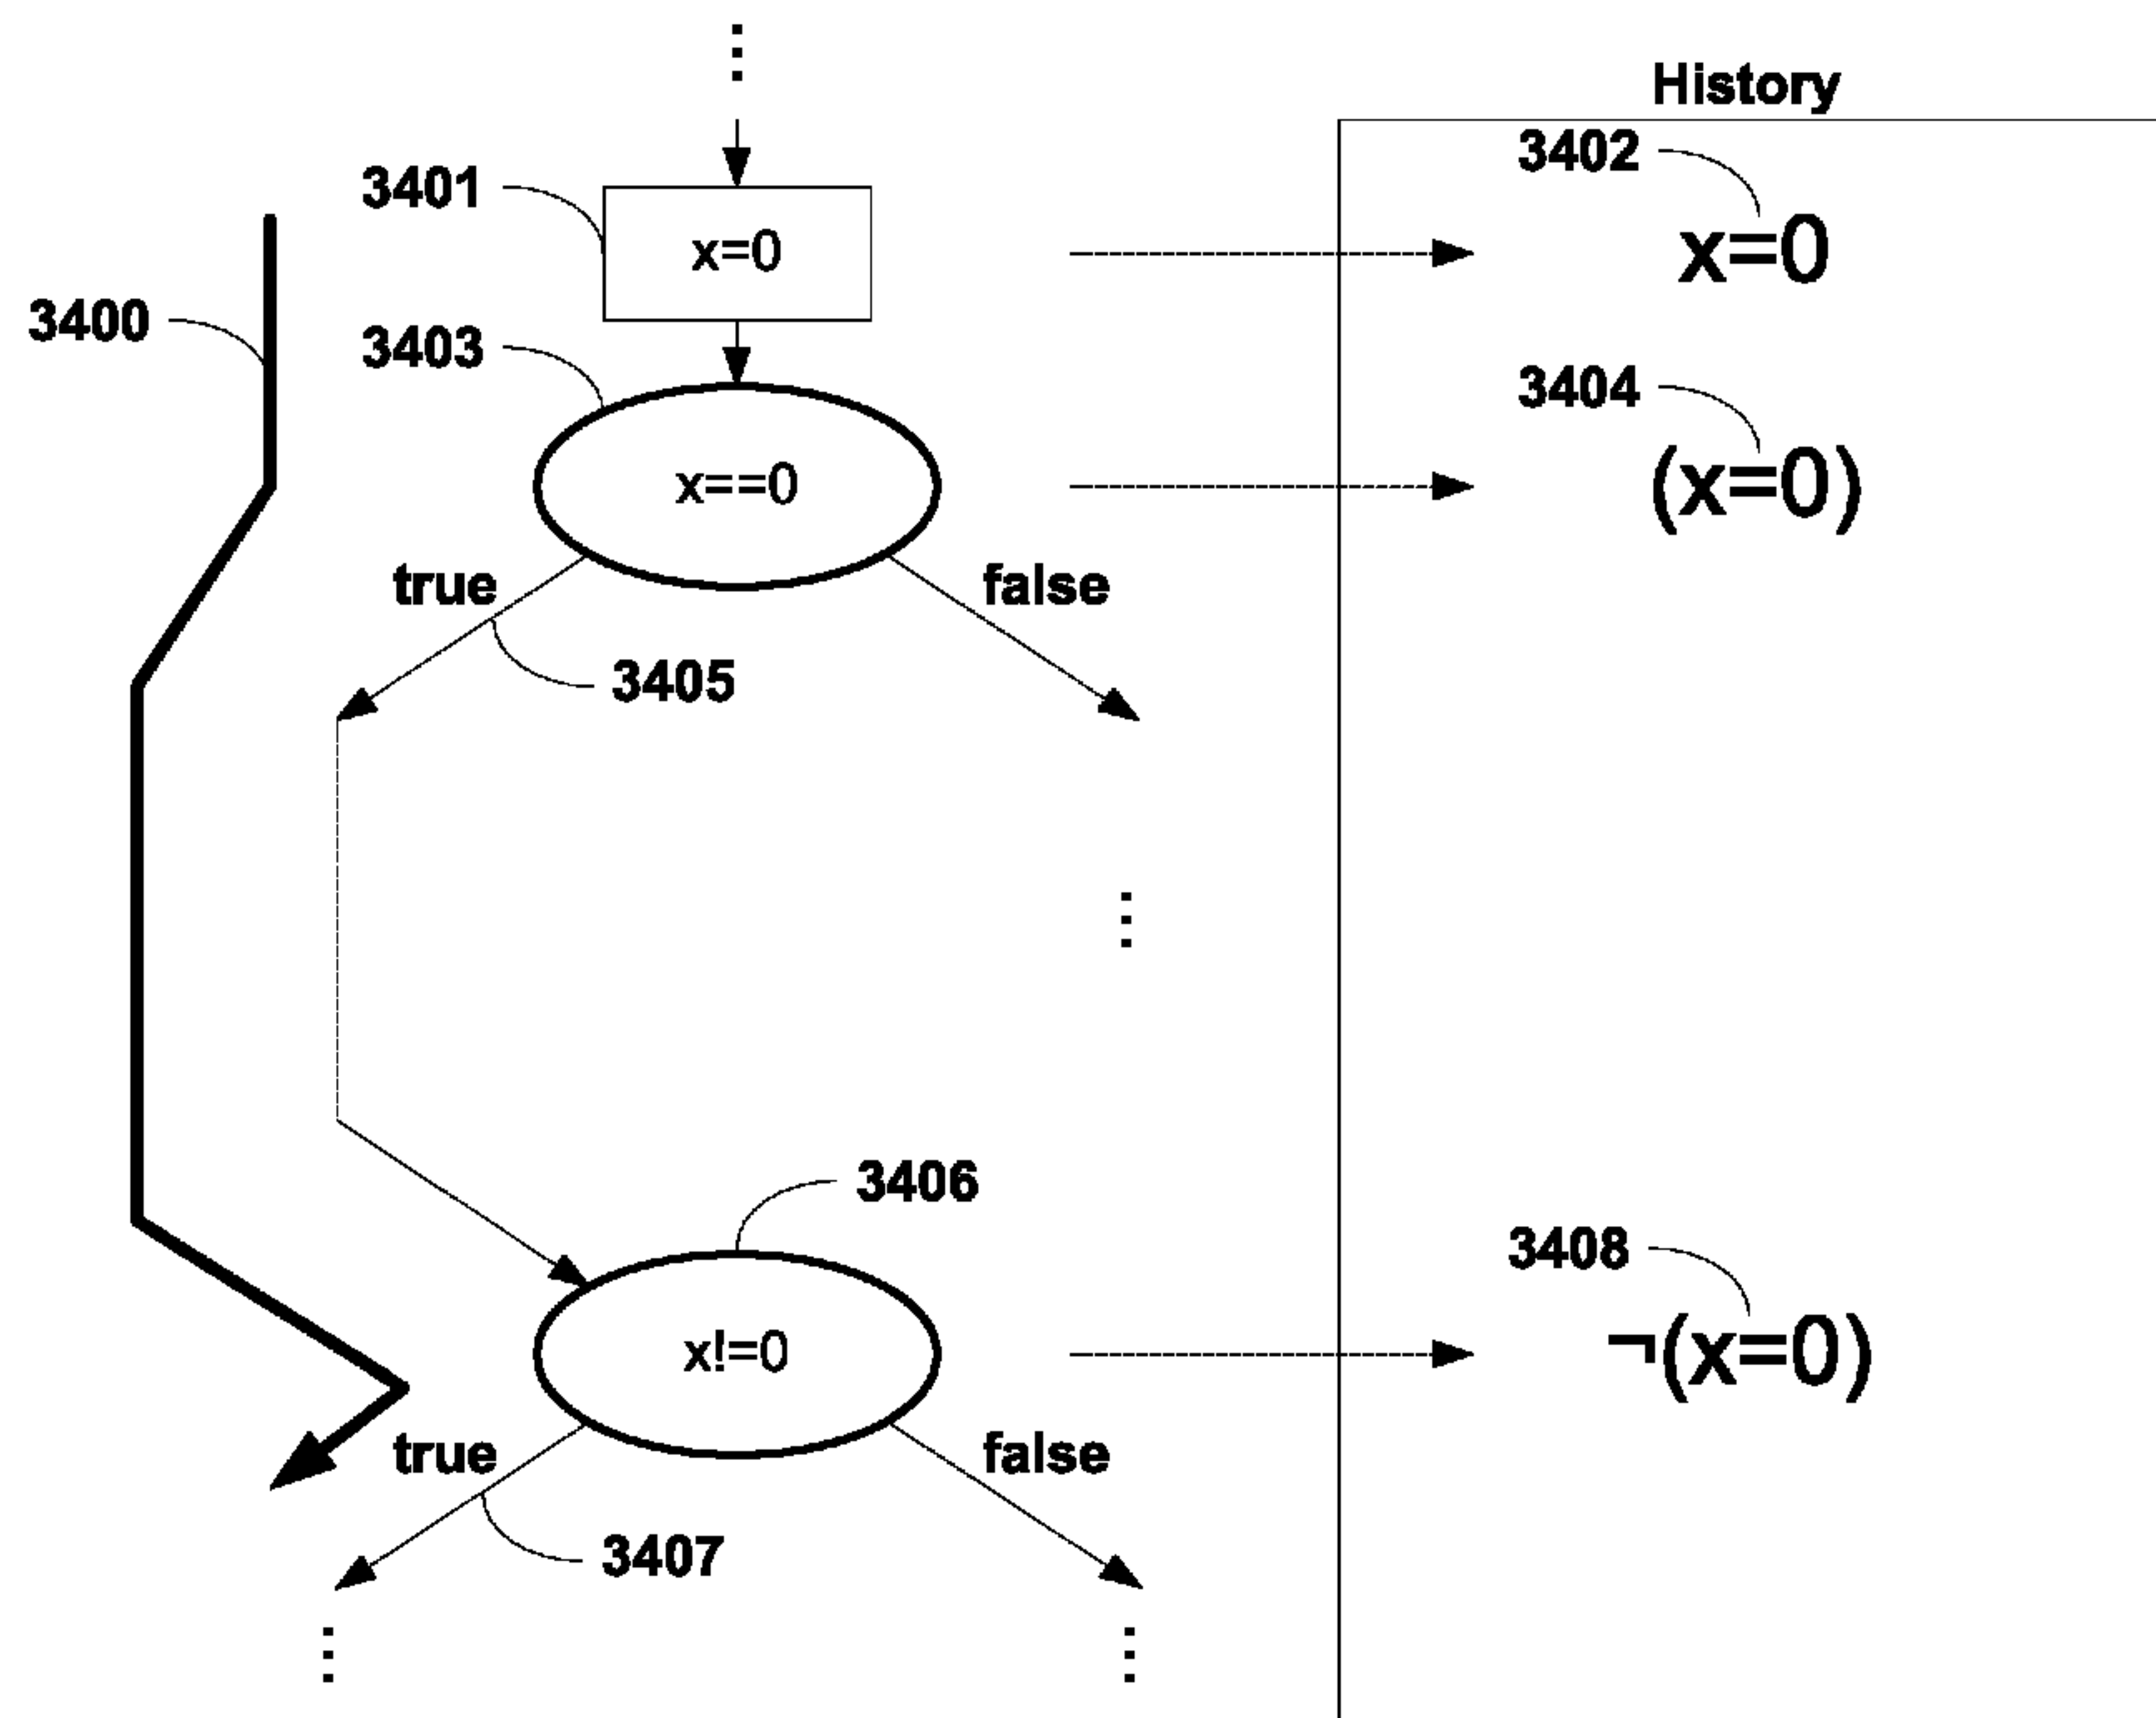 History
3402
3401
x=0
x=0
3400
3403
3404
x==0
(x=0)
true
false
3405
3406
3408
x!=0
¬(x=0)
true
false
3407